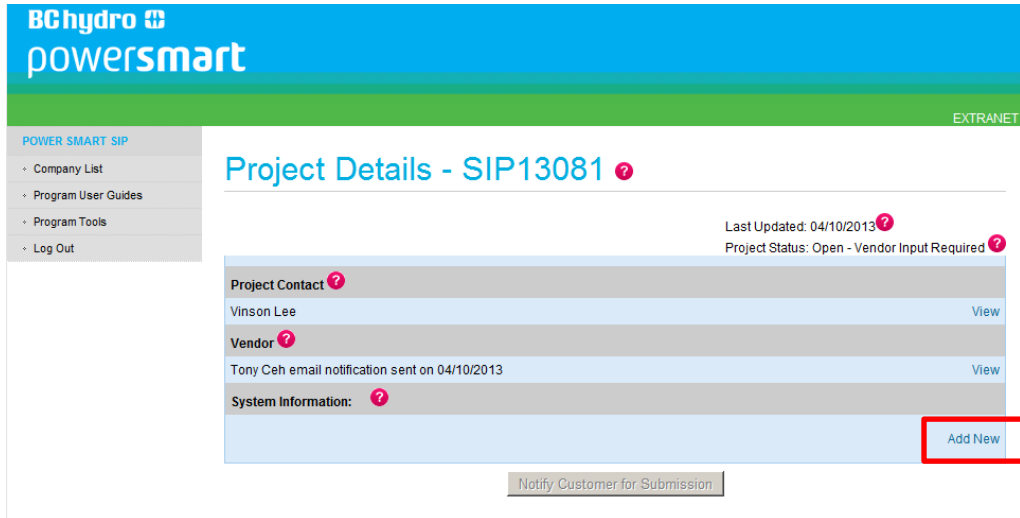 BC hydro
powersmart
EXTRANET
POWER SMART SIP
Company List
Program User Guides
Program Tools
Log Out
Project Details - SIP13081 ?
Last Updated: 04/10/2013 ?
Project Status: Open - Vendor Input Required ?
Project Contact ?
Vinson Lee View
Vendor ?
Tony Ceh email notification sent on 04/10/2013 View
System Information: ?
Add New
Notify Customer for Submission